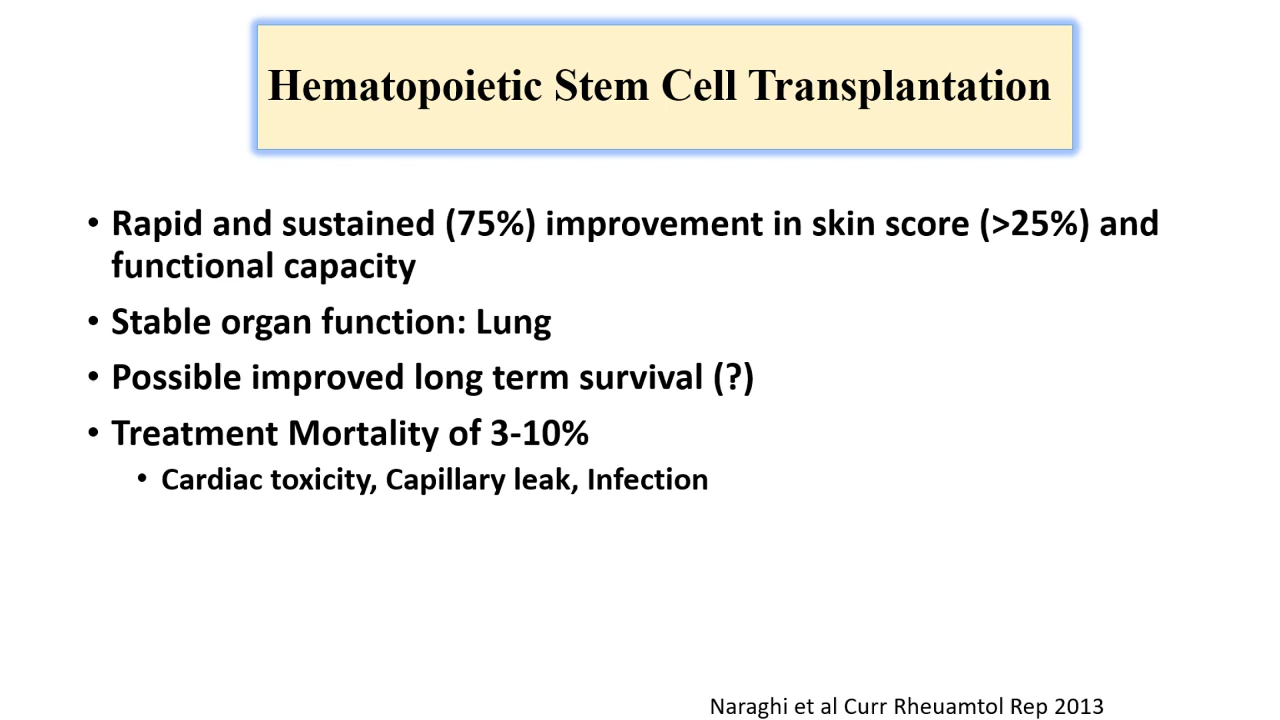 Hematopoietic Stem Cell Transplantation
• Rapid and sustained (75%) improvement in skin score (>25%) and
functional capacity
• Stable organ function: Lung
• Possible improved long term survival (?)
• Treatment Mortality of 3-10%
• Cardiac toxicity, Capillary leak, Infection
Naraghi et al Curr Rheuamtol Rep 2013